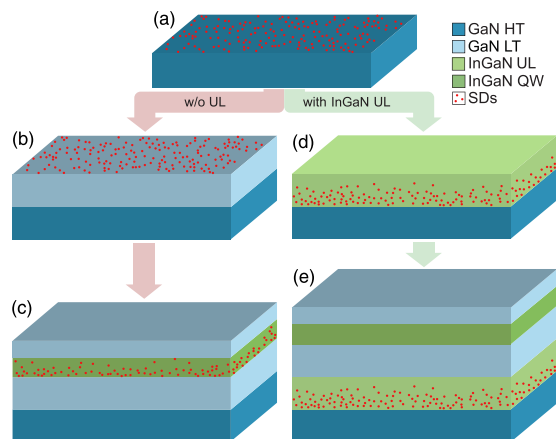 (a)
GaN HT
GaN LT
InGaN UL
InGaN QW
SDs
w/o UL
with InGaN UL
(b)
(d)
(c)
(e)